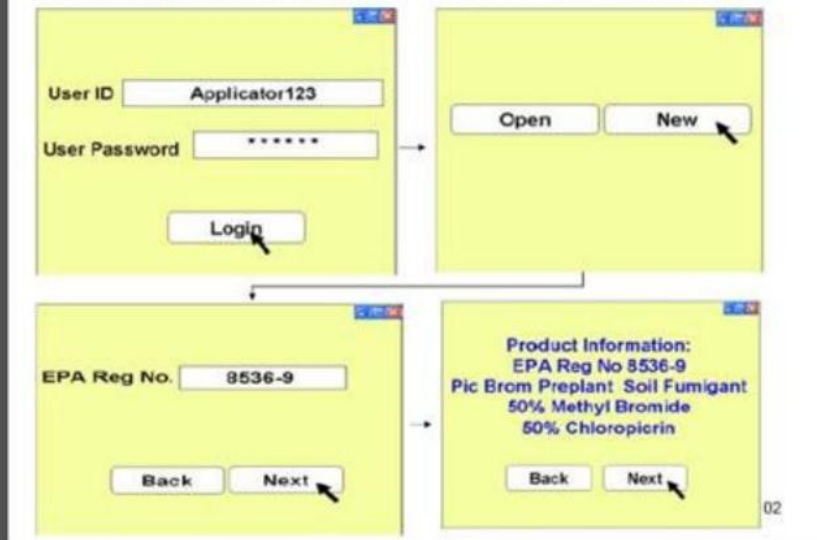 User ID Applicator123
User Password ******
Login
Open New
EPA Reg No. 8536-9
Back Next
Product Information:
EPA Reg No 8536-9
Pic Brom Preplant Soil Fumigant
50% Methyl Bromide
50% Chloropicrin
Back Next
02